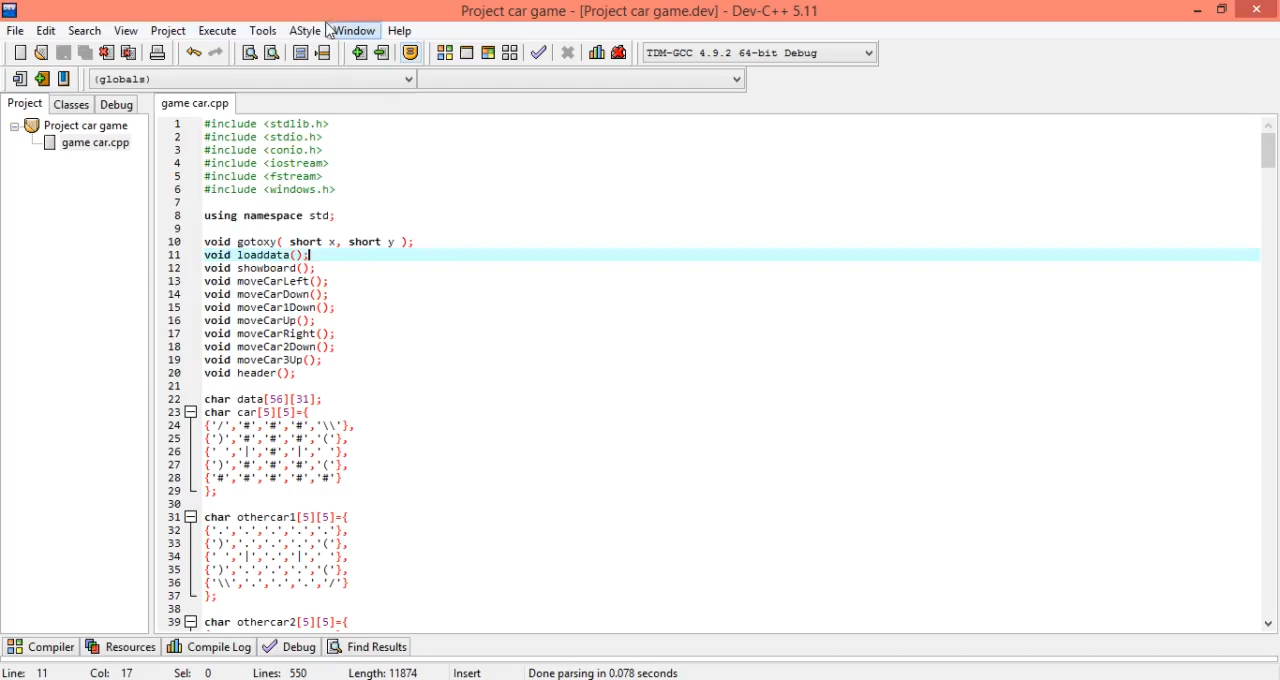 Project car game - [Project car game.dev] - Dev-C++ 5.11
File Edit Search View Project Execute Tools AStyle Window Help
TDM-GCC 4.9.2 64-bit Debug
(globals)
Project Classes Debug
game car.cpp
Project car game
game car.cpp
1 #include <stdlib.h>
2 #include <stdio.h>
3 #include <conio.h>
4 #include <iostream>
5 #include <fstream>
6 #include <windows.h>
7
8 using namespace std;
9
10 void gotoxy( short x, short y );
11 void loaddata();
12 void showboard();
13 void moveCarLeft();
14 void moveCarDown();
15 void moveCar1Down();
16 void moveCarUp();
17 void moveCarRight();
18 void moveCar2Down();
19 void moveCar3Up();
20 void header();
21
22 char data[56][31];
23 char car[5][5]={
24 {'/','#','#','#','\\'},
25 {')','#','#','#','('},
26 {' ','|','#','|',' '},
27 {')','#','#','#','('},
28 {'#','#','#','#','#'}
29 };
30
31 char othercar1[5][5]={
32 {'.','.','.','.','.'},
33 {')','.','.','.','('},
34 {' ','|','.','|',' '},
35 {')','.','.','.','('},
36 {'\\','.','.','.','/'}
37 };
38
39 char othercar2[5][5]={
Compiler Resources Compile Log Debug Find Results
Line: 11 Col: 17 Sel: 0 Lines: 550 Length: 11874 Insert Done parsing in 0.078 seconds